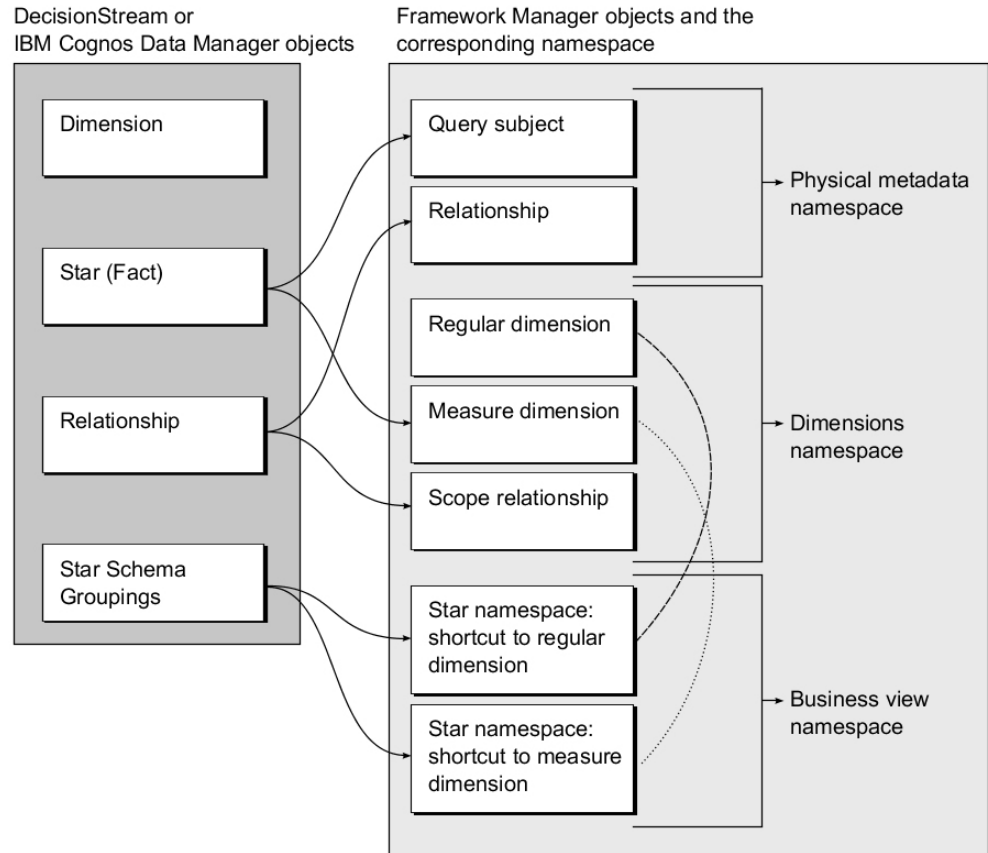 DecisionStream or
IBM Cognos Data Manager objects
Framework Manager objects and the
corresponding namespace
Dimension
Star (Fact)
Relationship
Star Schema
Groupings
Query subject
Relationship
Regular dimension
Measure dimension
Scope relationship
Star namespace:
shortcut to regular
dimension
Star namespace:
shortcut to measure
dimension
Physical metadata
namespace
Dimensions
namespace
Business view
namespace